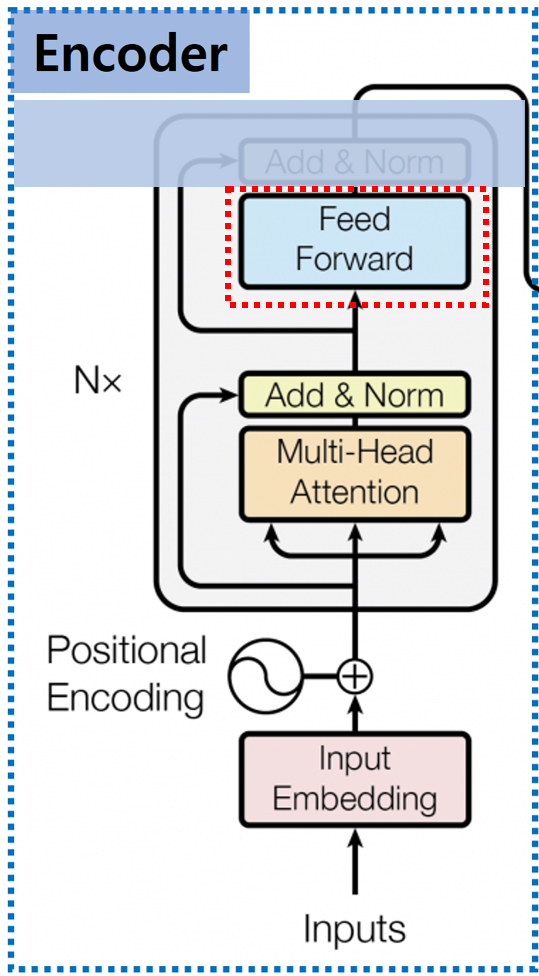 Encoder
Add & Norm
Feed
Forward
N×
Add & Norm
Multi-Head
Attention
Positional
Encoding
Input
Embedding
Inputs